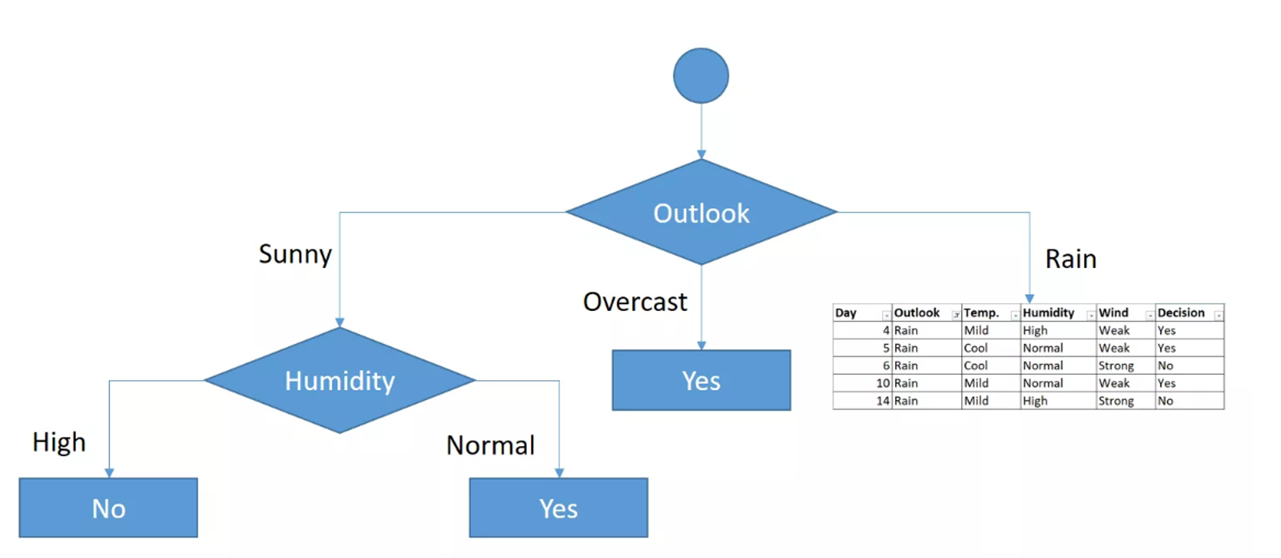 Outlook
Sunny
Rain
Overcast
Day Outlook Temp. Humidity Wind Decision
4 Rain Mild High Weak Yes
5 Rain Cool Normal Weak Yes
6 Rain Cool Normal Strong No
10 Rain Mild Normal Weak Yes
14 Rain Mild High Strong No
Humidity
Yes
High
Normal
No
Yes